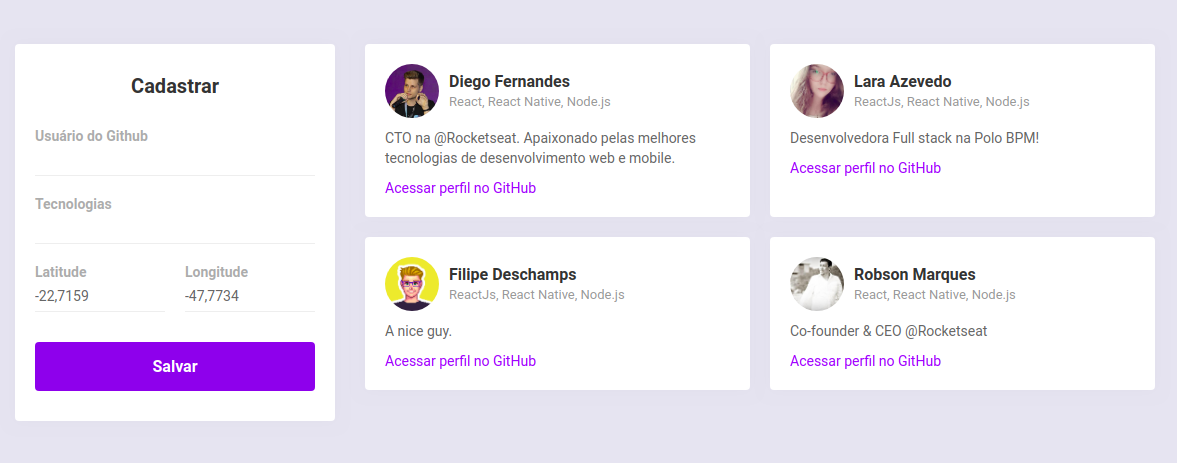 Cadastrar
Usuário do Github
Tecnologias
Latitude
Longitude
-22,7159
-47,7734
Salvar
Diego Fernandes
React, React Native, Node.js
CTO na @Rocketseat. Apaixonado pelas melhores
tecnologias de desenvolvimento web e mobile.
Acessar perfil no GitHub
Lara Azevedo
ReactJs, React Native, Node.js
Desenvolvedora Full stack na Polo BPM!
Acessar perfil no GitHub
Filipe Deschamps
ReactJs, React Native, Node.js
A nice guy.
Acessar perfil no GitHub
Robson Marques
React, React Native, Node.js
Co-founder & CEO @Rocketseat
Acessar perfil no GitHub